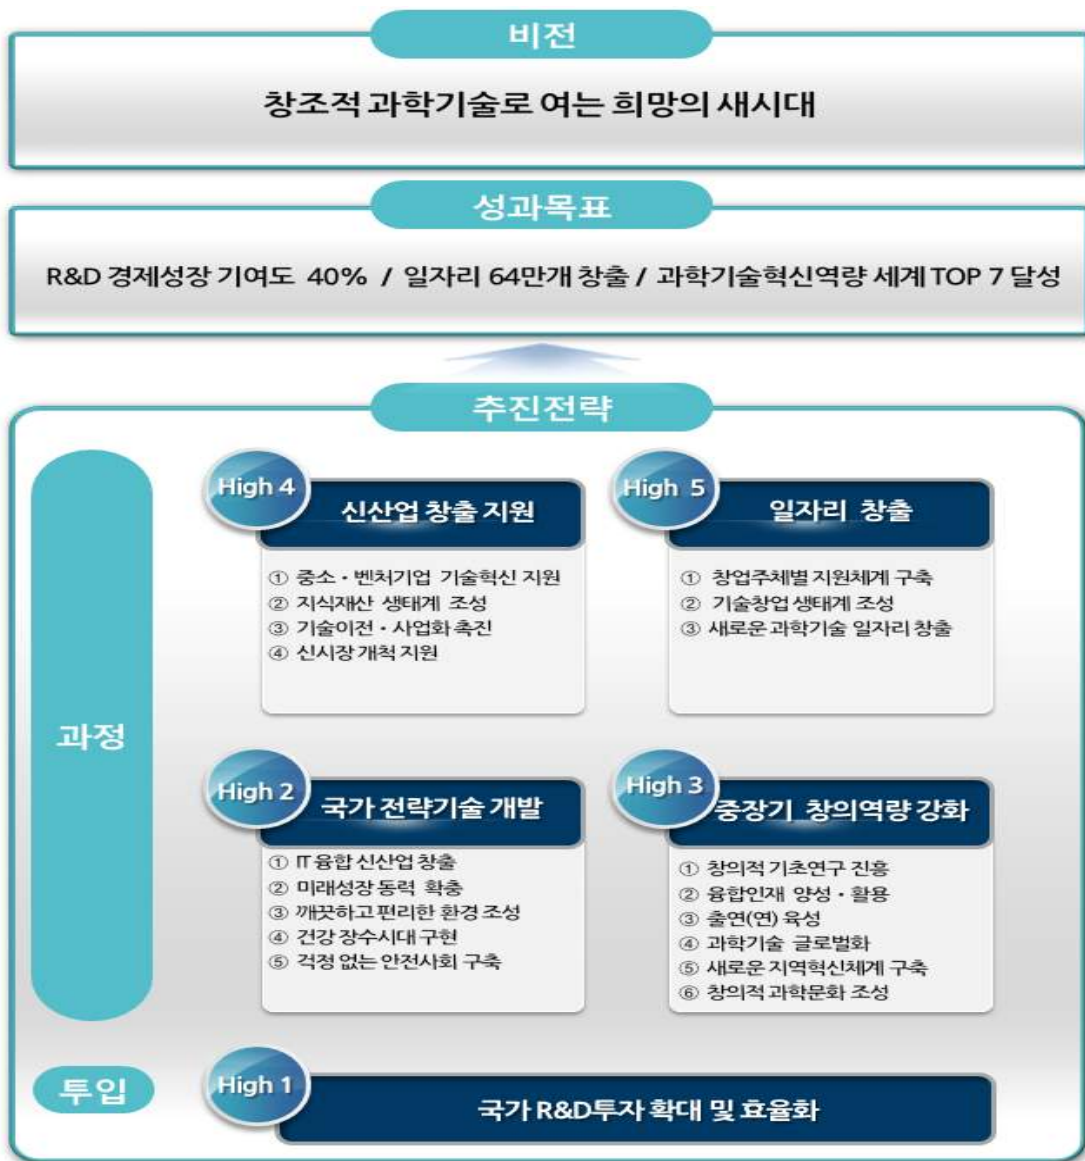 비전
창조적 과학기술로 여는 희망의 새시대
성과목표
R&D 경제성장 기여도 40% / 일자리 64만개 창출 / 과학기술혁신역량 세계 TOP 7 달성
추진전략
과정
High 4
신산업 창출 지원
① 중소・벤처기업 기술혁신 지원
② 지식재산 생태계 조성
③ 기술이전・사업화 촉진
④ 신시장 개척 지원
High 5
일자리 창출
① 창업주체별 지원체계 구축
② 기술창업 생태계 조성
③ 새로운 과학기술 일자리 창출
High 2
국가 전략기술 개발
① IT 융합 신산업 창출
② 미래성장 동력 확충
③ 깨끗하고 편리한 환경 조성
④ 건강 장수시대 구현
⑤ 걱정 없는 안전사회 구축
High 3
중장기 창의역량 강화
① 창의적 기초연구 진흥
② 융합인재 양성・활용
③ 출연(연) 육성
④ 과학기술 글로벌화
⑤ 새로운 지역혁신체계 구축
⑥ 창의적 과학문화 조성
투입
High 1
국가 R&D투자 확대 및 효율화